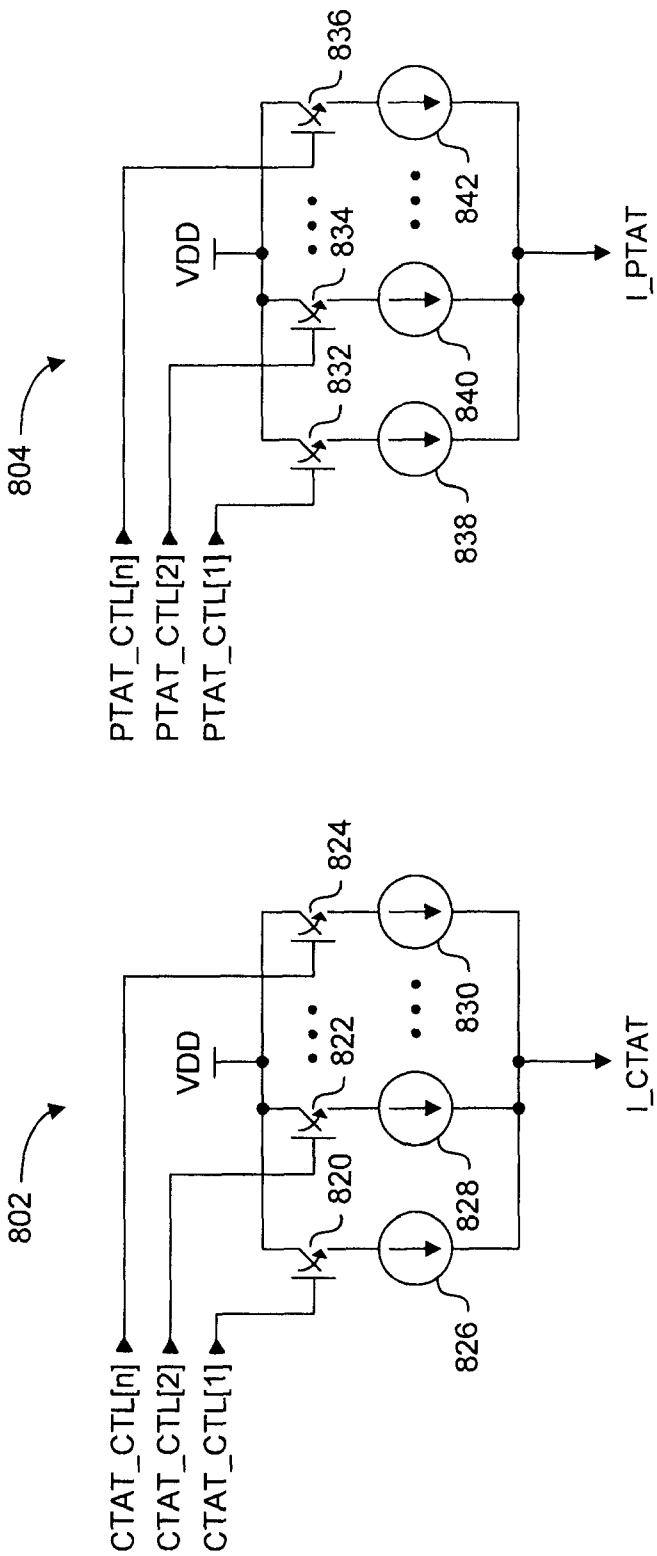 802
CTAT_CTL[n]
CTAT_CTL[2]
CTAT_CTL[1]
VDD
820
822
824
826
828
830
I_CTAT
804
PTAT_CTL[n]
PTAT_CTL[2]
PTAT_CTL[1]
VDD
832
834
836
838
840
842
I_PTAT